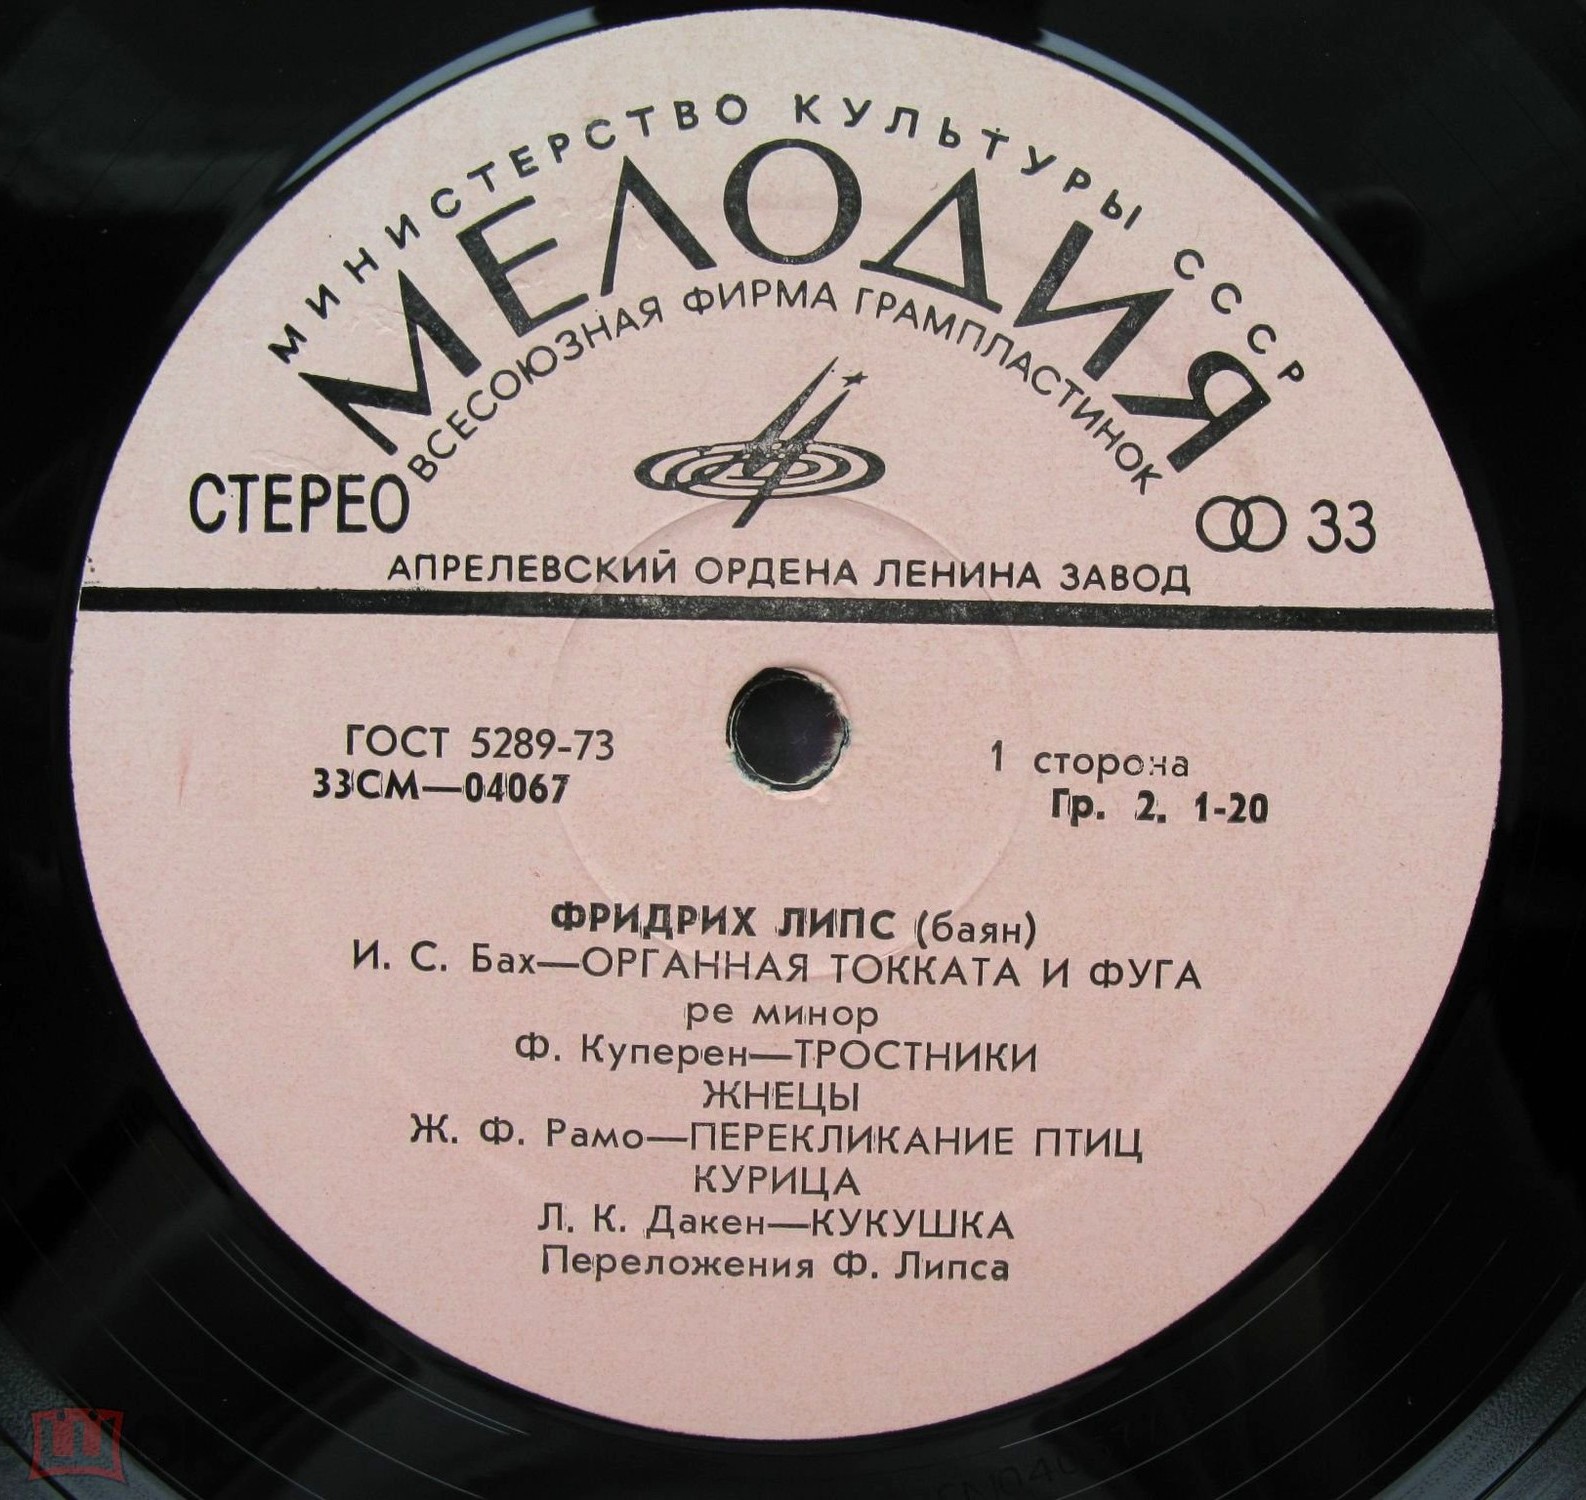 МИНИСТЕРСТВО КУЛЬТУРЫ СССР
МЕЛОДИЯ
ВСЕСОЮЗНАЯ ФИРМА ГРАМПЛАСТИНОК
СТЕРЕО
33
АПРЕЛЕВСКИЙ ОРДЕНА ЛЕНИНА ЗАВОД
ГОСТ 5289-73
33СМ—04067
1 сторона
Гр. 2. 1-20
ФРИДРИХ ЛИПС (баян)
И. С. Бах—ОРГАННАЯ ТОККАТА И ФУГА
ре минор
Ф. Куперен—ТРОСТНИКИ
ЖНЕЦЫ
Ж. Ф. Рамо—ПЕРЕКЛИКАНИЕ ПТИЦ
КУРИЦА
Л. К. Дакен—КУКУШКА
Переложения Ф. Липса